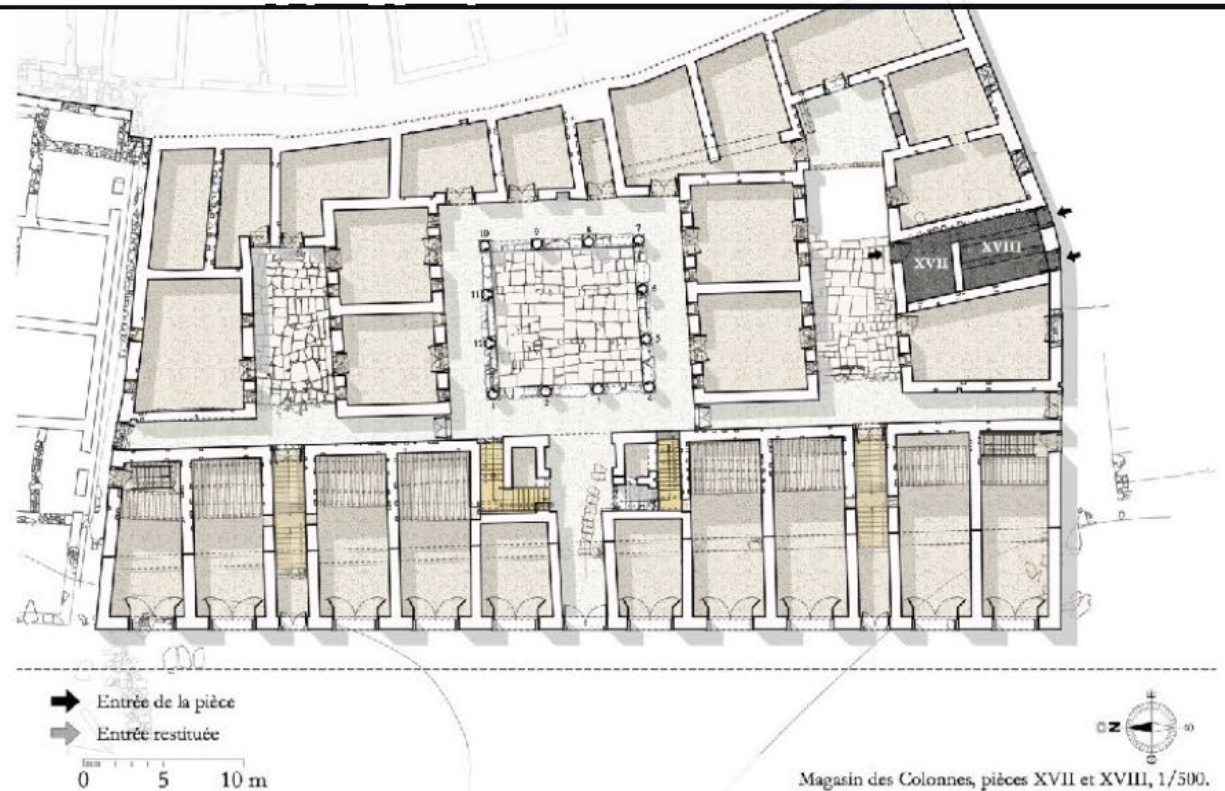 XVII
XVIII
10 9 8 7
11 6
12 5
1 2 3 4
Entrée de la pièce
Entrée restituée
0 5 10 m
N
Magasin des Colonnes, pièces XVII et XVIII, 1/500.